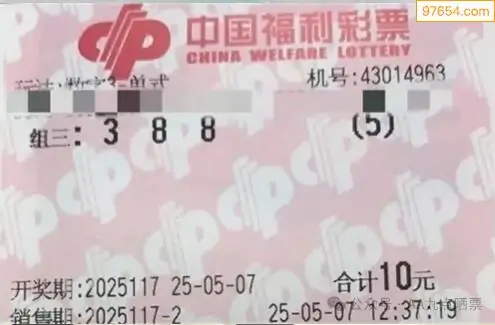 97654.com
中国福利彩票
CHINA WELFARE LOTTERY
机号:43014963
组三: 3 8 8 (5)
开奖期:2025117 25-05-07 合计10元
销售期:2025117-2 25-05-07 12:37:19